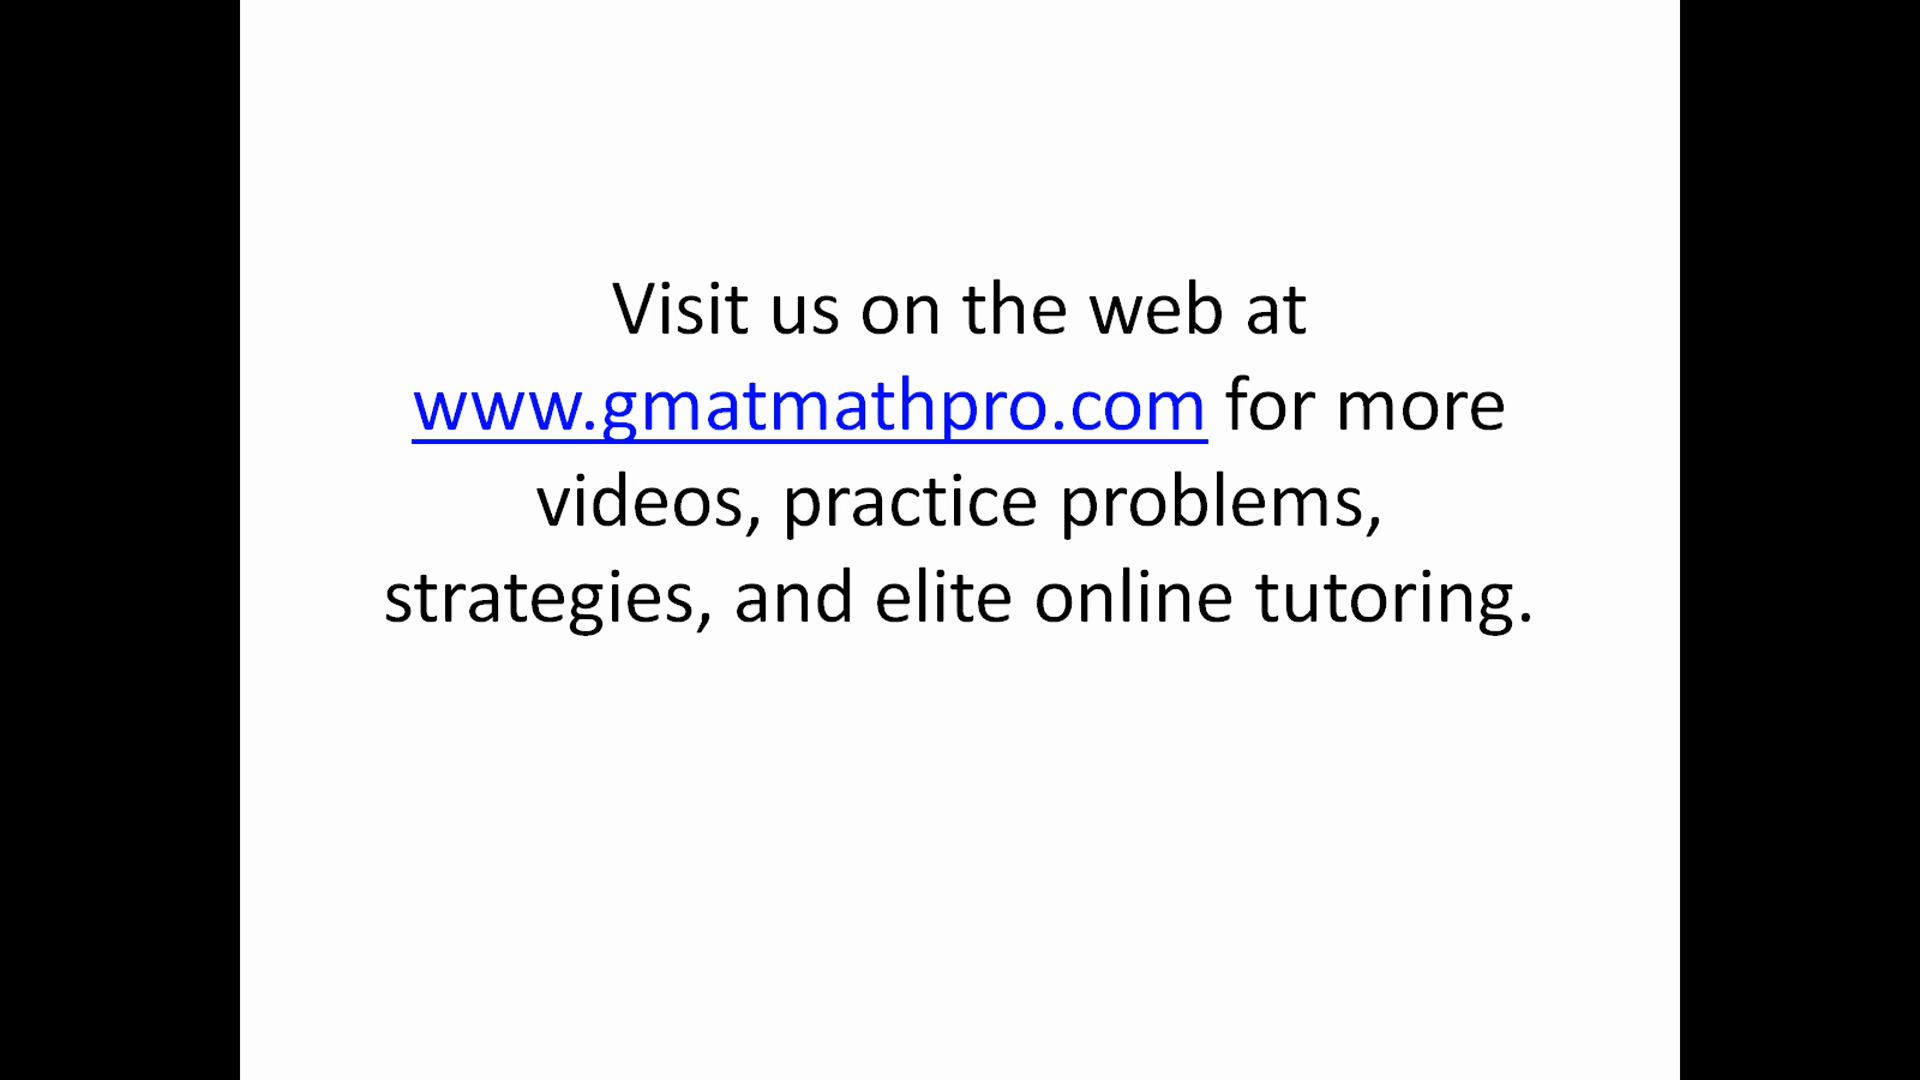 Visit us on the web at
www.gmatmathpro.com for more
videos, practice problems,
strategies, and elite online tutoring.